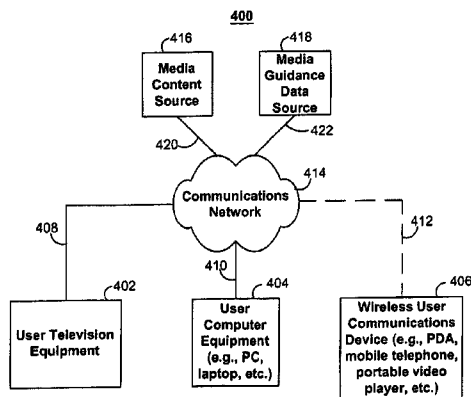 400
416
Media
Content
Source
418
Media
Guidance
Data
Source
420
422
Communications
Network
414
408
410
412
402
User Television
Equipment
404
User
Computer
Equipment
(e.g., PC,
laptop, etc.)
406
Wireless User
Communications
Device (e.g., PDA,
mobile telephone,
portable video
player, etc.)